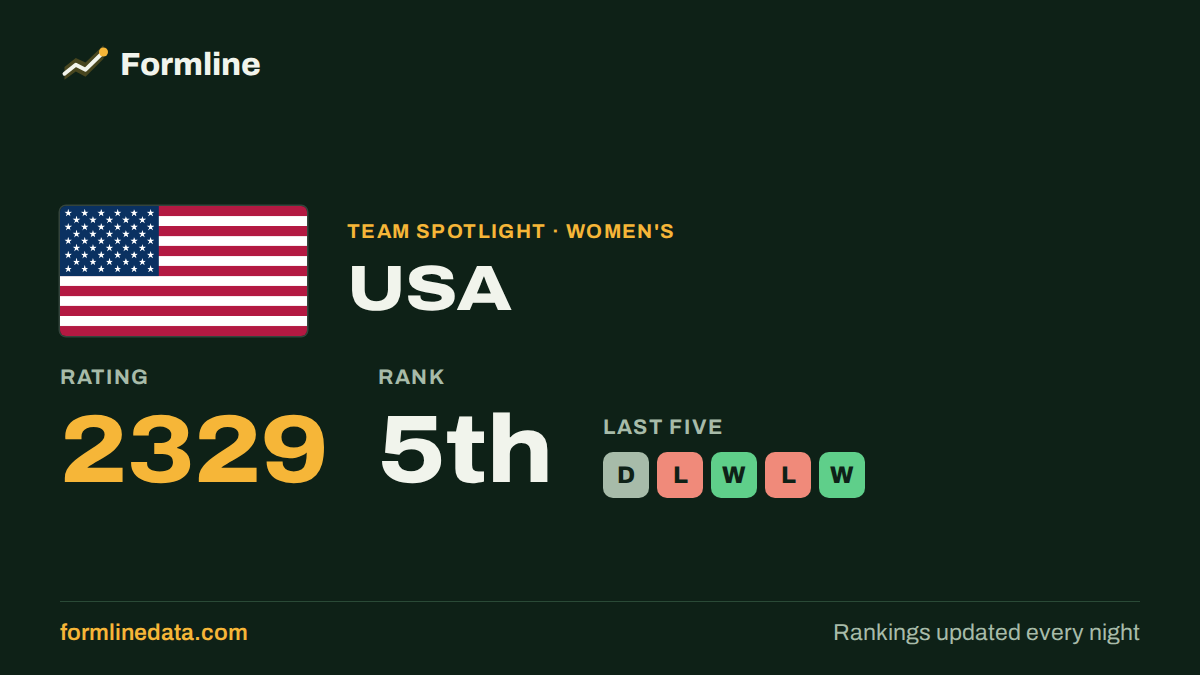 Formline
TEAM SPOTLIGHT · WOMEN'S
USA
RATING
2329
RANK
5th
LAST FIVE
D L W L W
formlinedata.com
Rankings updated every night